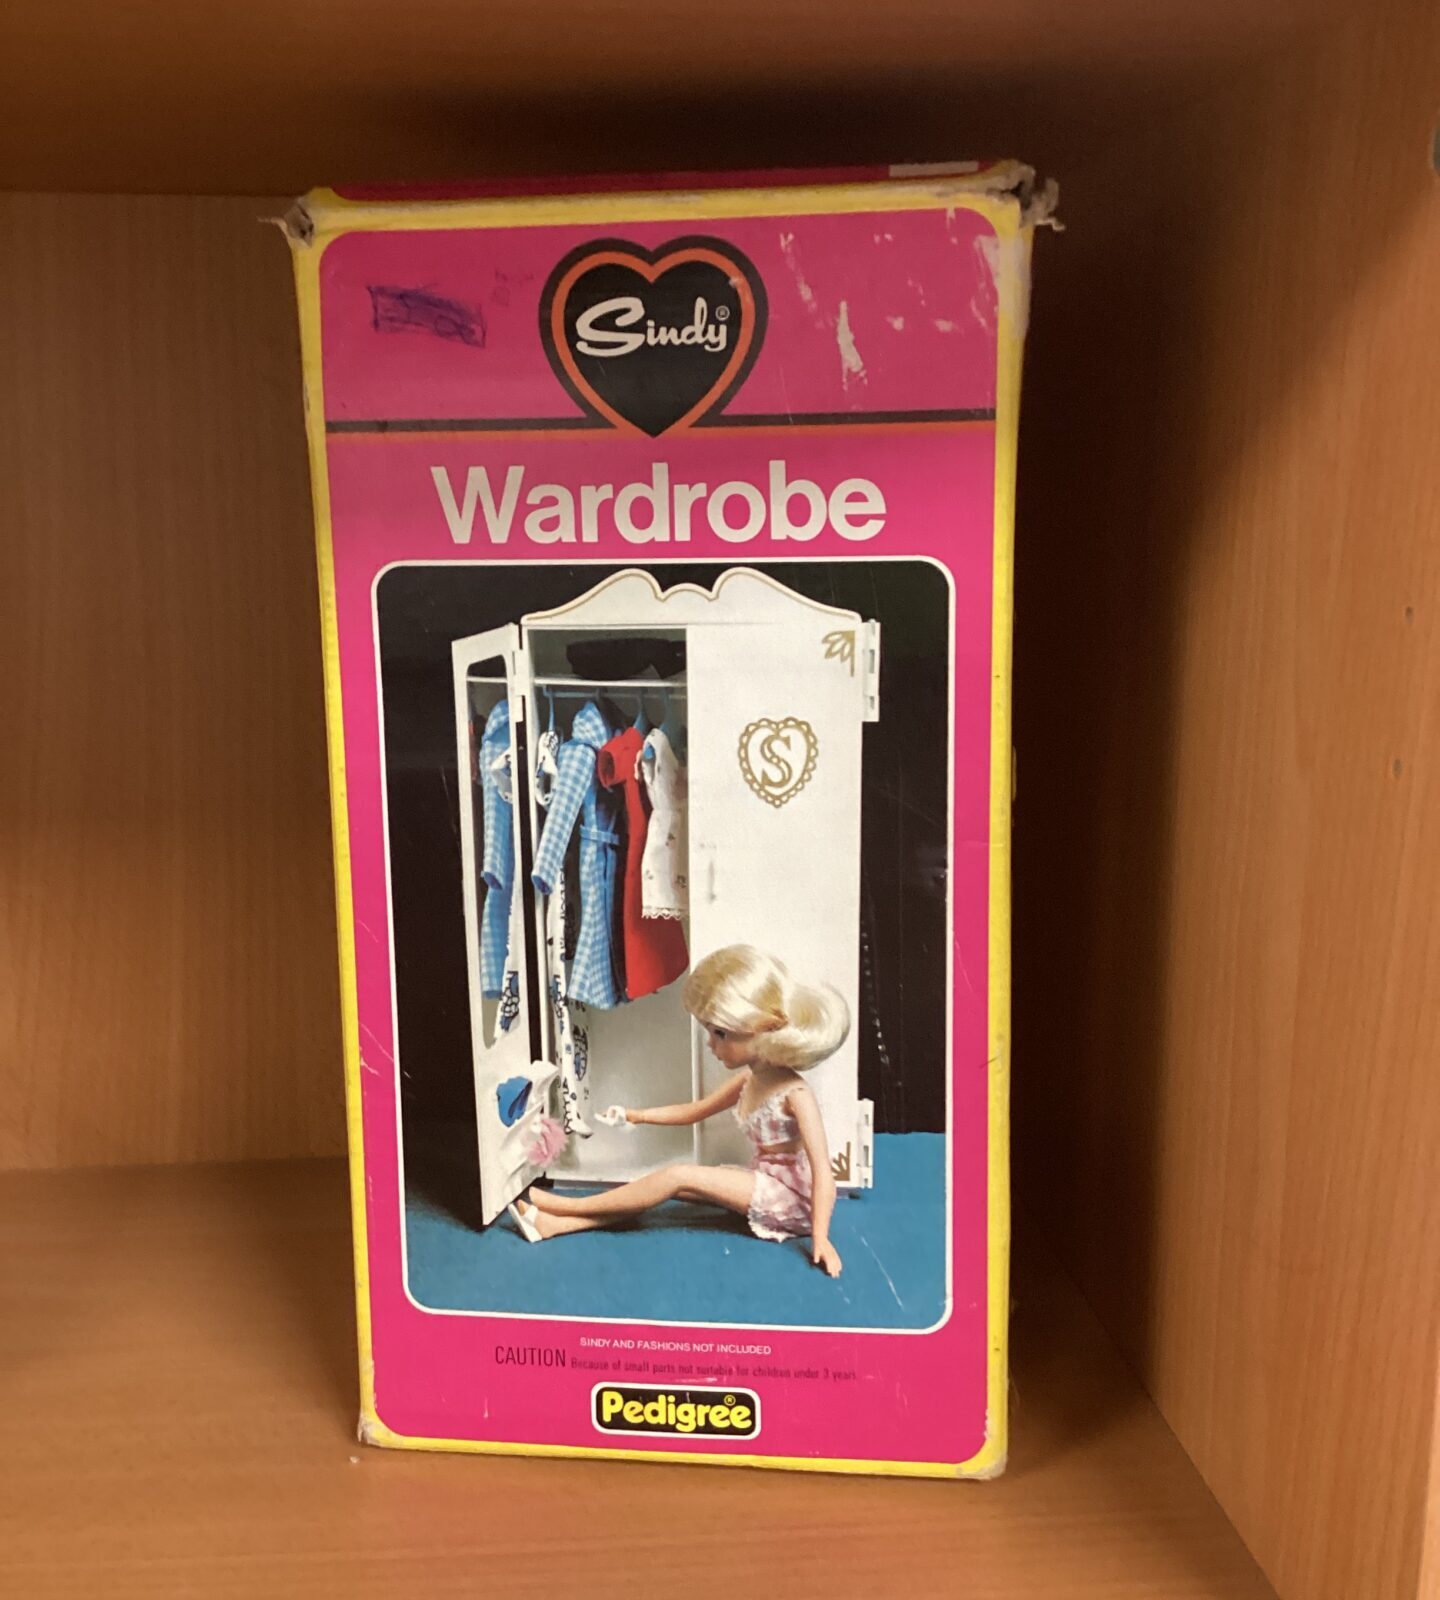 Sindy®
Wardrobe
S
SINDY AND FASHIONS NOT INCLUDED
CAUTION Because of small parts not suitable for children under 3 years.
Pedigree®